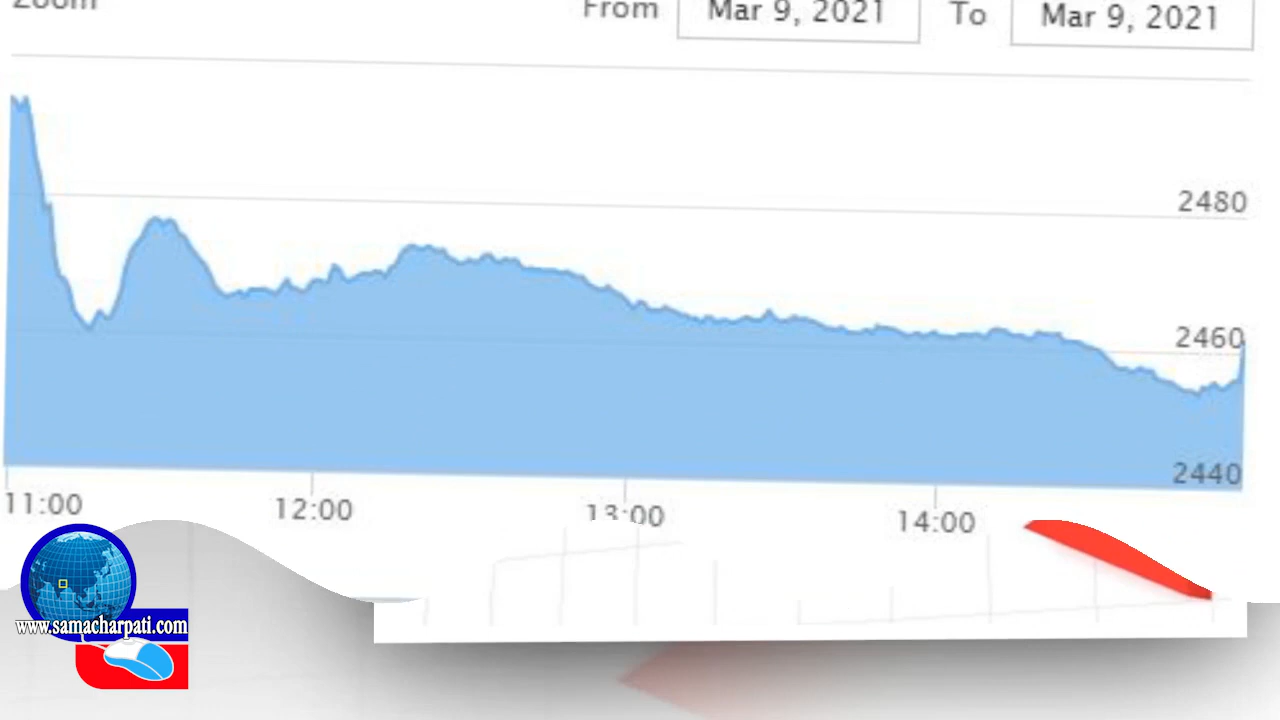 Zoom From Mar 9, 2021 To Mar 9, 2021
2480
2460
2440
11:00 12:00 13:00 14:00
www.samacharpati.com